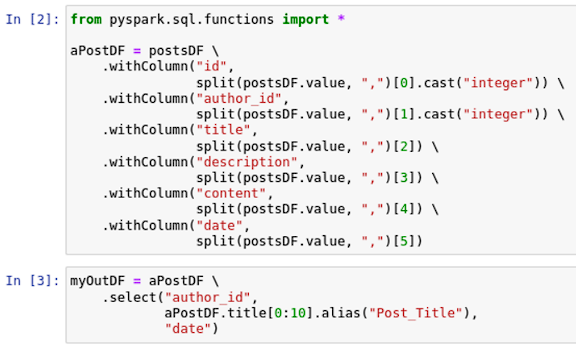 In [2]: from pyspark.sql.functions import *
aPostDF = postsDF \
.withColumn("id",
split(postsDF.value, ",")[0].cast("integer")) \
.withColumn("author_id",
split(postsDF.value, ",")[1].cast("integer")) \
.withColumn("title",
split(postsDF.value, ",")[2]) \
.withColumn("description",
split(postsDF.value, ",")[3]) \
.withColumn("content",
split(postsDF.value, ",")[4]) \
.withColumn("date",
split(postsDF.value, ",")[5])
In [3]: myOutDF = aPostDF \
.select("author_id",
aPostDF.title[0:10].alias("Post_Title"),
"date")